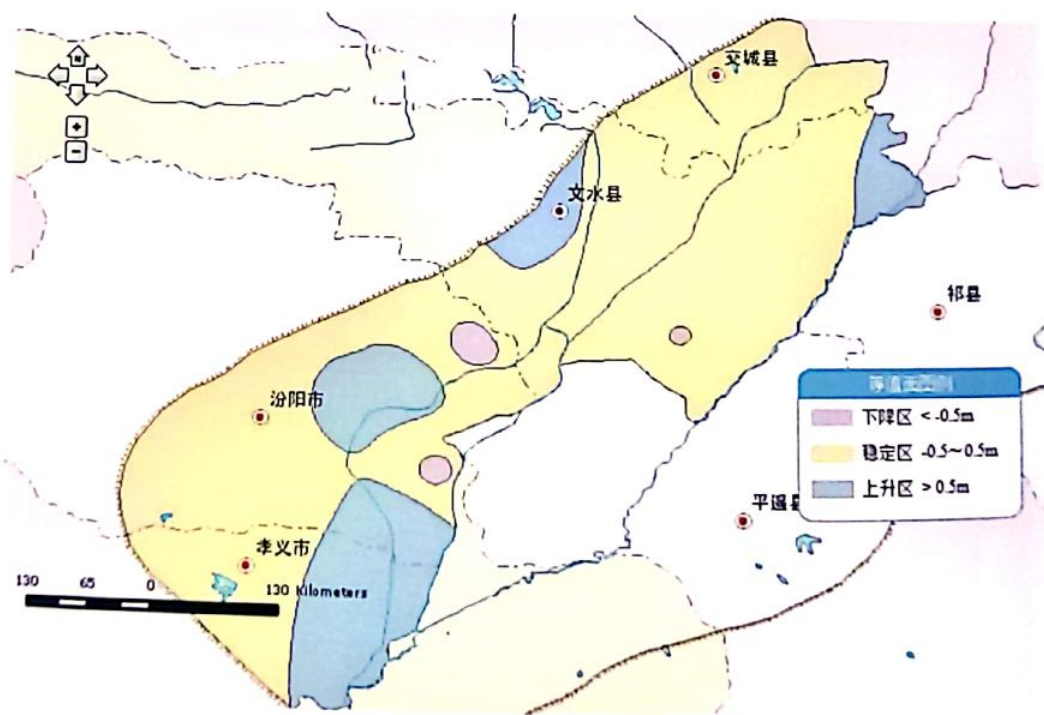 N
交城县
文水县
祁县
汾阳市
下降区 < -0.5m
稳定区 -0.5～0.5m
上升区 > 0.5m
平遥县
孝义市
130 65 0 130 Kilometers
+
−